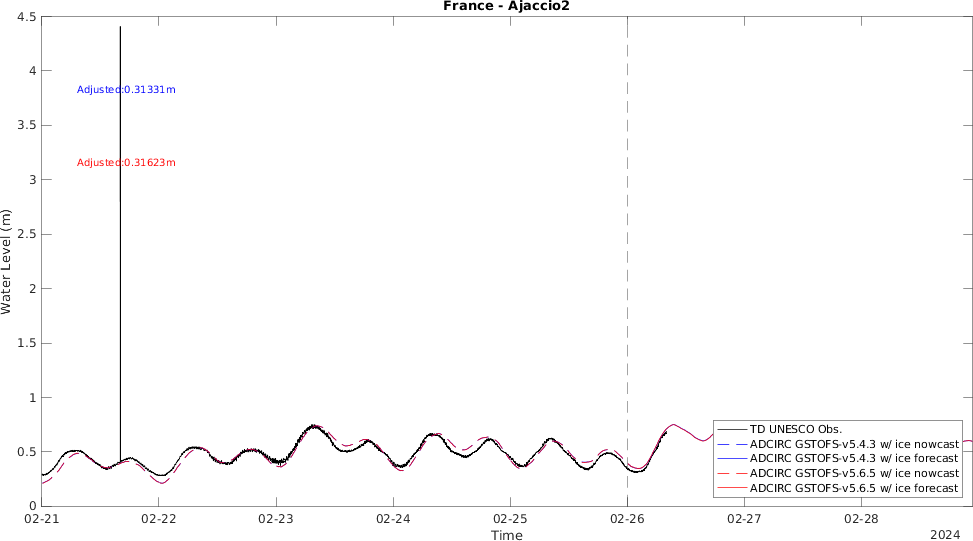 France - Ajaccio2
4.5
4
3.5
3
2.5
2
1.5
1
0.5
0
Water Level (m)
Adjusted:0.31331m
Adjusted:0.31623m
TD UNESCO Obs.
ADCIRC GSTOFS-v5.4.3 w/ ice nowcast
ADCIRC GSTOFS-v5.4.3 w/ ice forecast
ADCIRC GSTOFS-v5.6.5 w/ ice nowcast
ADCIRC GSTOFS-v5.6.5 w/ ice forecast
02-21 02-22 02-23 02-24 02-25 02-26 02-27 02-28
Time
2024